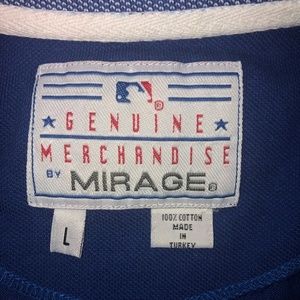 ®
GENUINE
MERCHANDISE
BY MIRAGE®
L
100% COTTON
MADE
IN
TURKEY